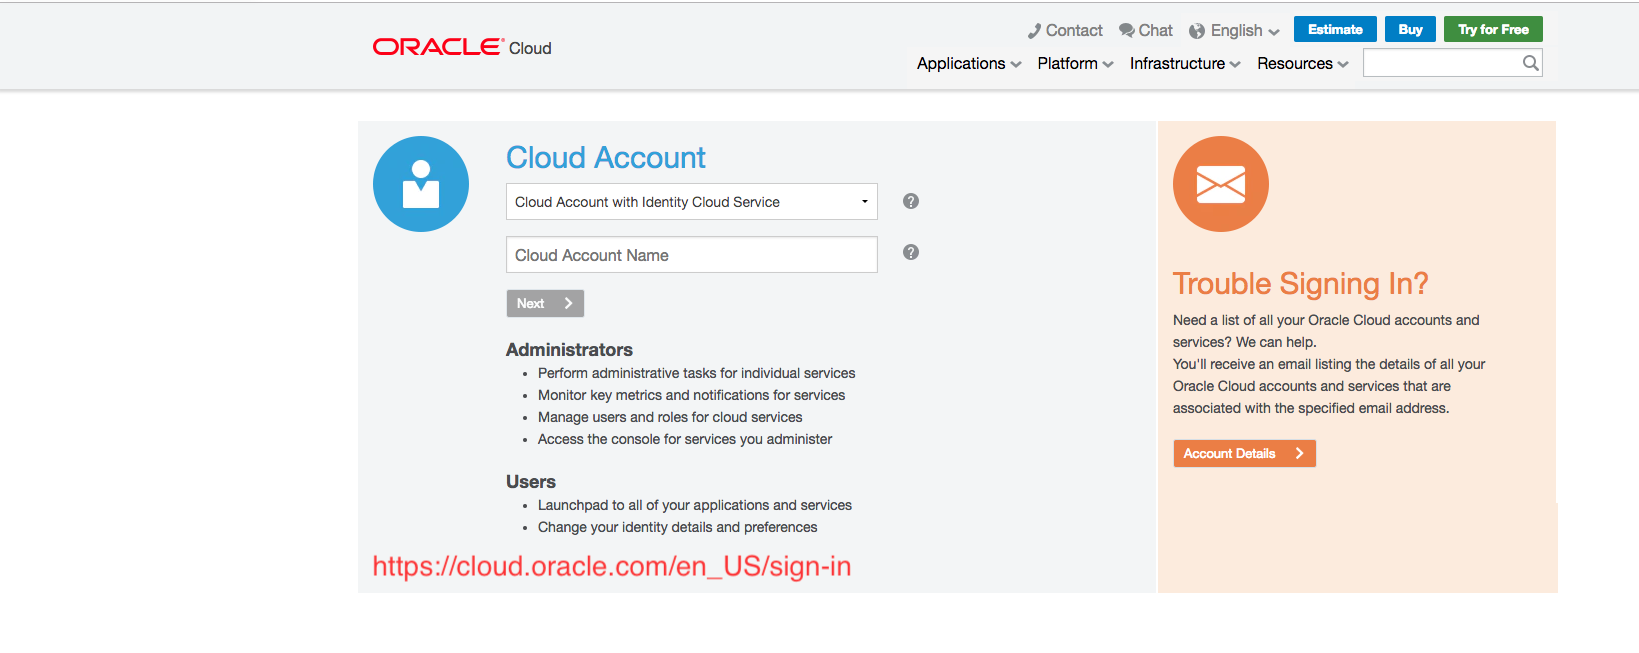 Contact Chat English Estimate Buy Try for Free
ORACLE® Cloud
Applications Platform Infrastructure Resources
Cloud Account
Cloud Account with Identity Cloud Service
?
Cloud Account Name
?
Next
Administrators
• Perform administrative tasks for individual services
• Monitor key metrics and notifications for services
• Manage users and roles for cloud services
• Access the console for services you administer
Users
• Launchpad to all of your applications and services
• Change your identity details and preferences
https://cloud.oracle.com/en_US/sign-in
Trouble Signing In?
Need a list of all your Oracle Cloud accounts and
services? We can help.
You'll receive an email listing the details of all your
Oracle Cloud accounts and services that are
associated with the specified email address.
Account Details